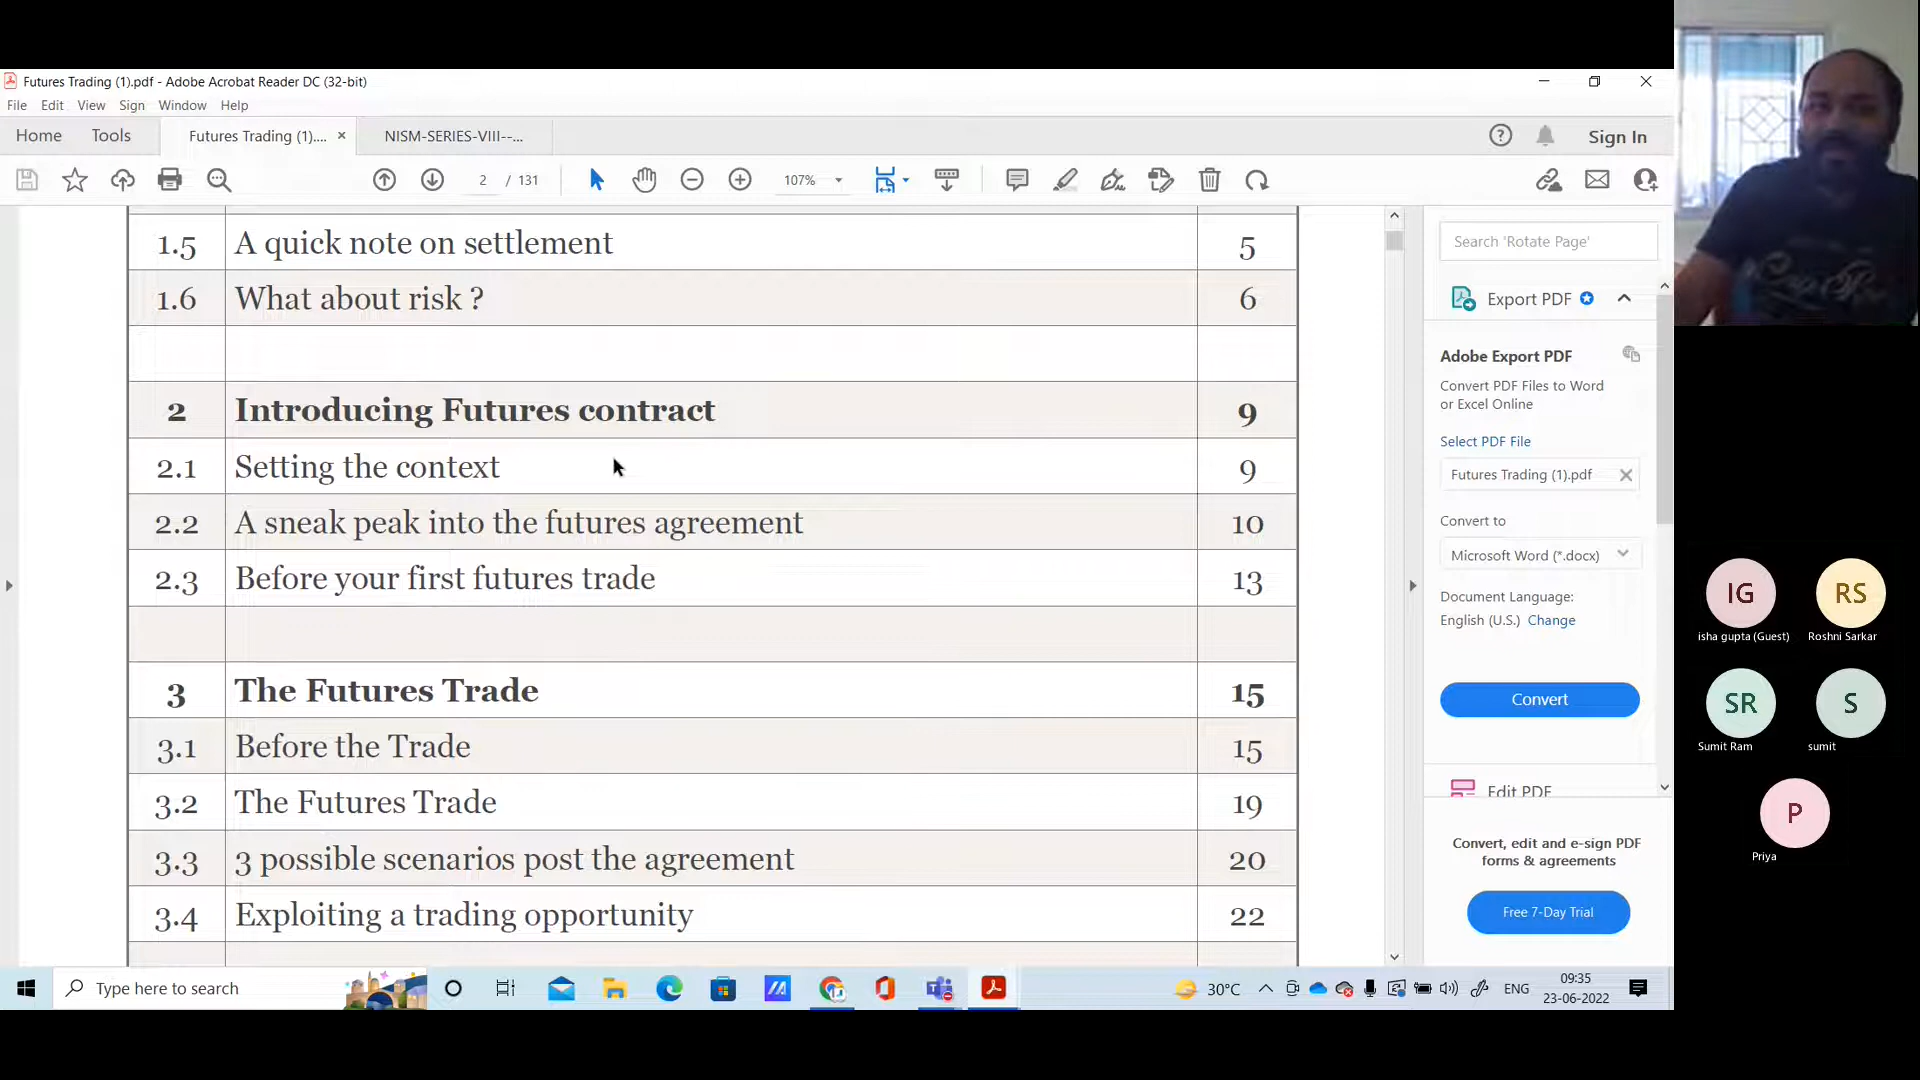 Futures Trading (1).pdf - Adobe Acrobat Reader DC (32-bit)
File Edit View Sign Window Help
Home Tools Futures Trading (1).... × NISM-SERIES-VIII--... Sign In
2 / 131 107%
1.5 A quick note on settlement 5
1.6 What about risk ? 6
2 Introducing Futures contract 9
2.1 Setting the context 9
2.2 A sneak peak into the futures agreement 10
2.3 Before your first futures trade 13
3 The Futures Trade 15
3.1 Before the Trade 15
3.2 The Futures Trade 19
3.3 3 possible scenarios post the agreement 20
3.4 Exploiting a trading opportunity 22
Search 'Rotate Page'
Export PDF
Adobe Export PDF
Convert PDF Files to Word
or Excel Online
Select PDF File
Futures Trading (1).pdf
Convert to
Microsoft Word (*.docx)
Document Language:
English (U.S.) Change
Convert
Edit PDF
Convert, edit and e-sign PDF
forms & agreements
Free 7-Day Trial
IG RS
isha gupta (Guest) Roshni Sarkar
SR S
Sumit Ram sumit
P
Priya
Type here to search
30°C ENG
09:35
23-06-2022